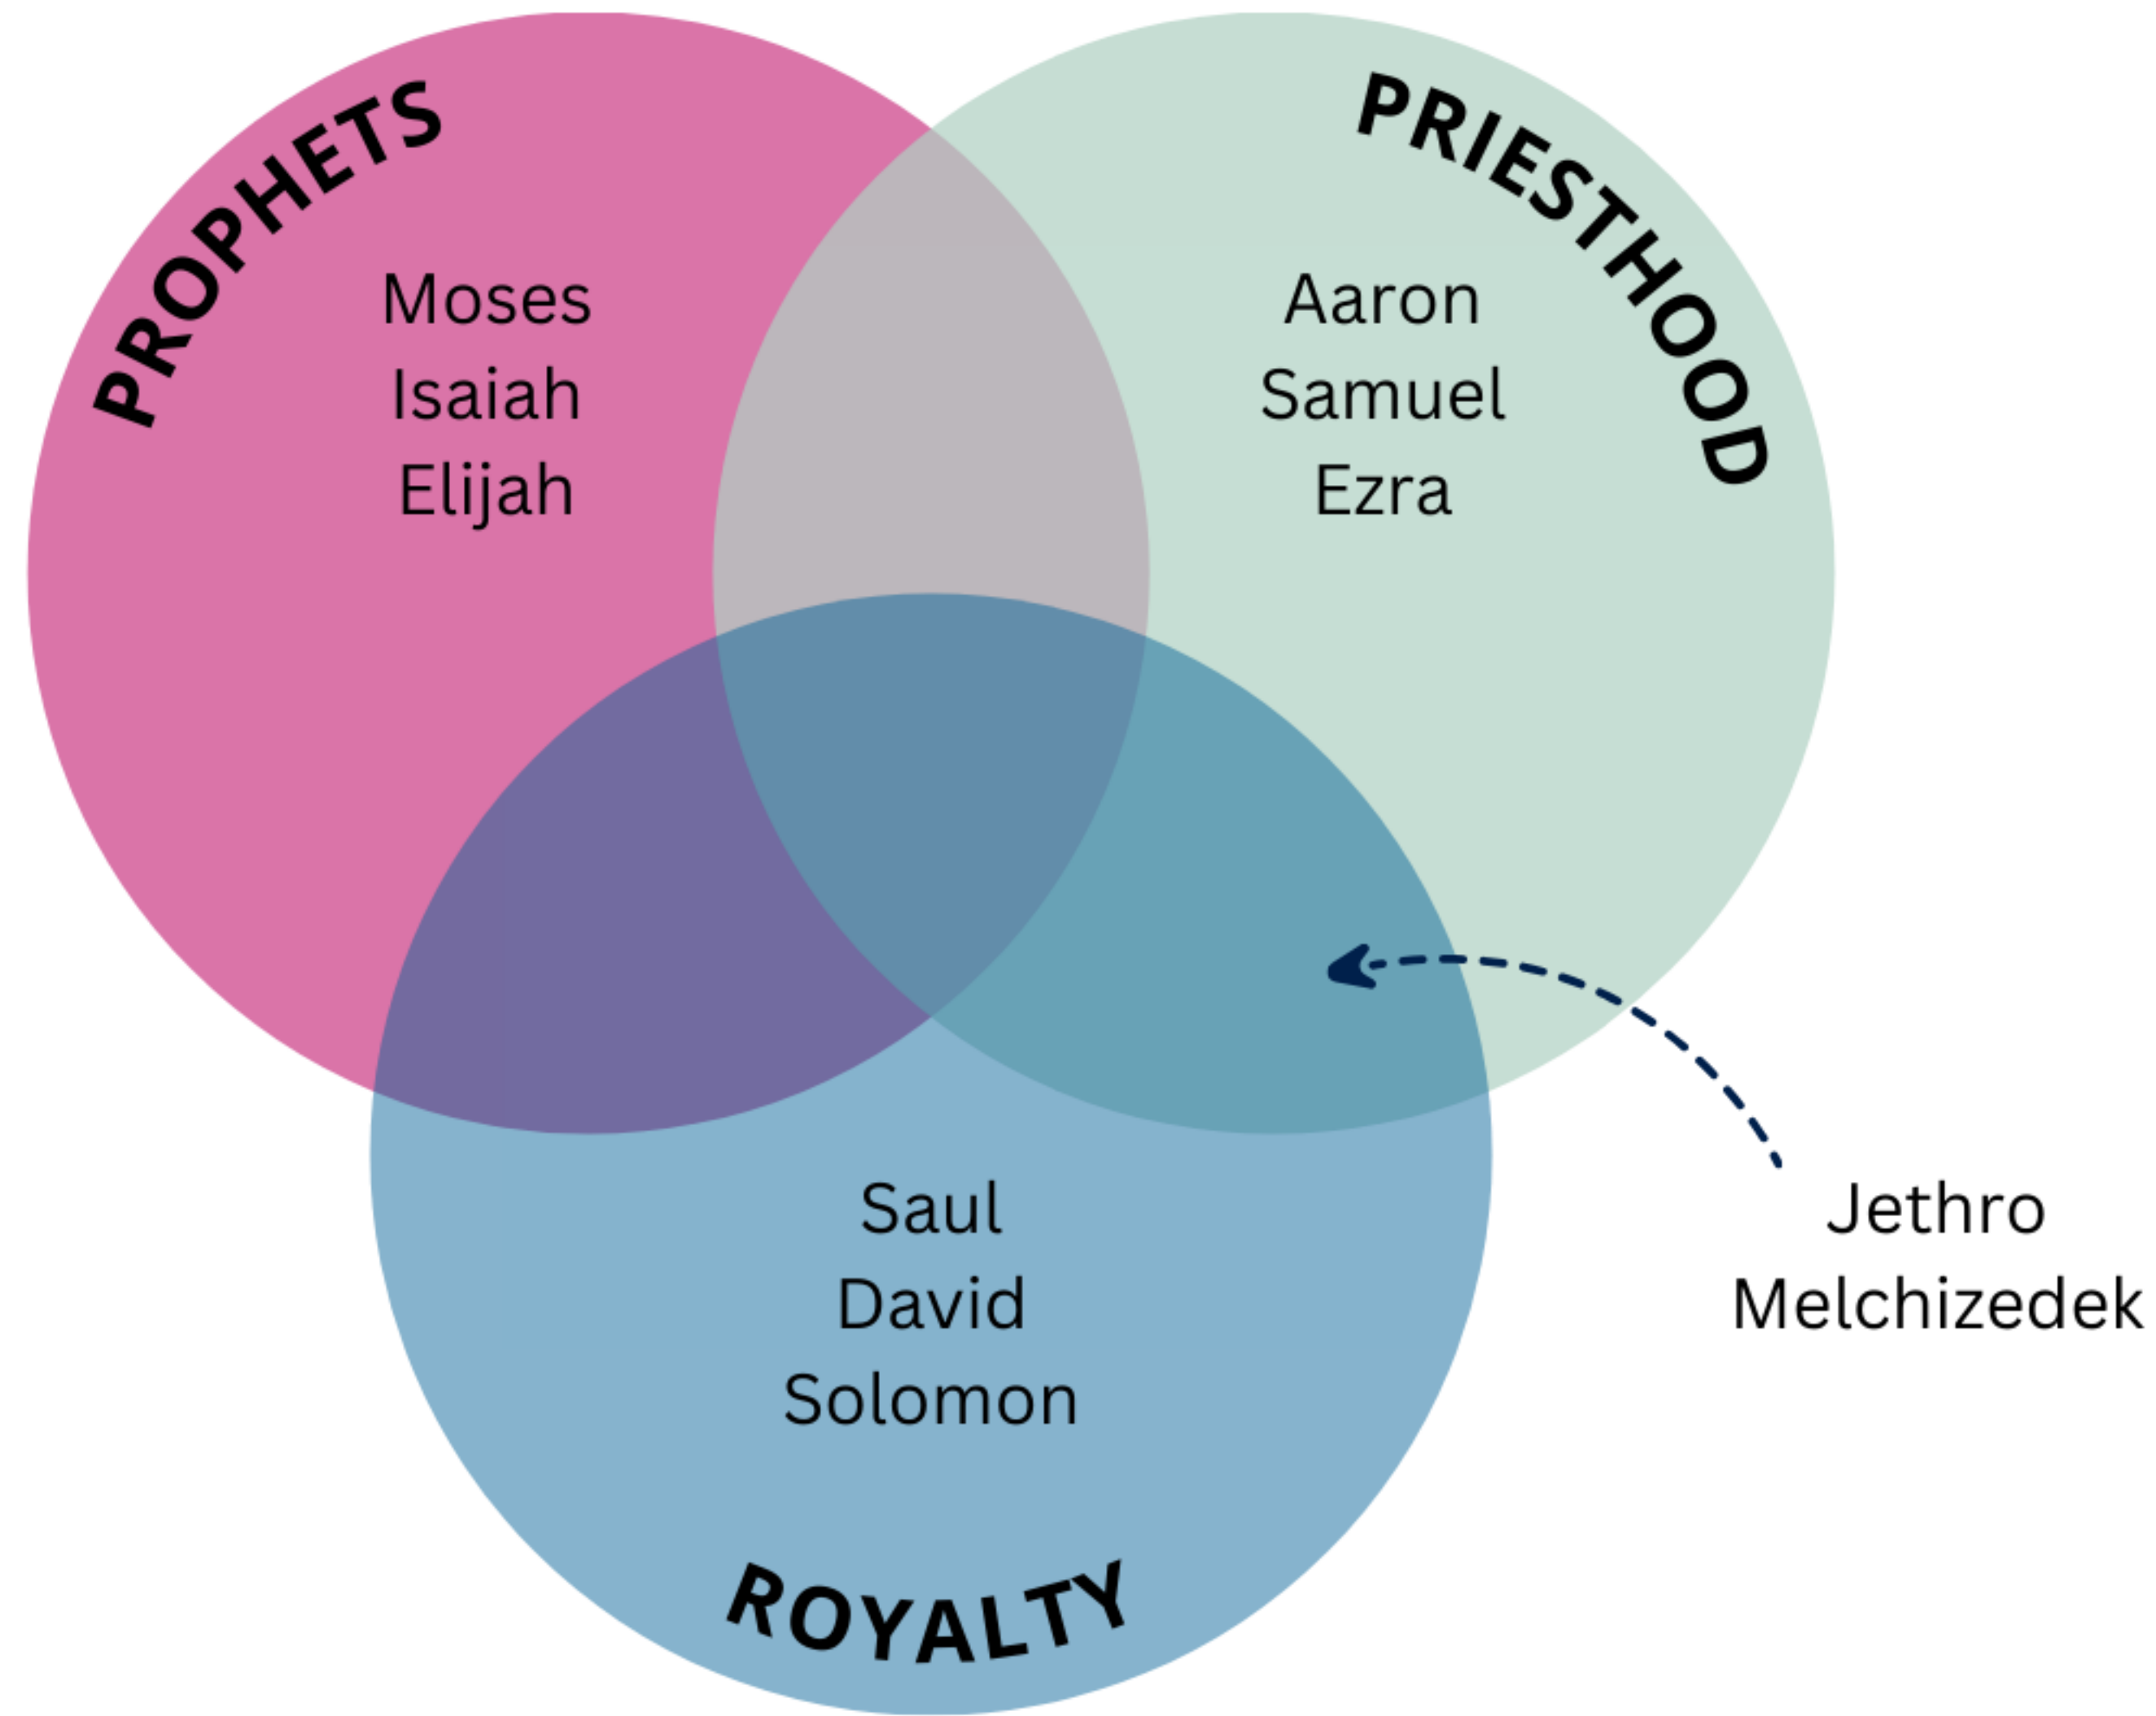 PROPHETS
Moses
Isaiah
Elijah
PRIESTHOOD
Aaron
Samuel
Ezra
Saul
David
Solomon
ROYALTY
Jethro
Melchizedek